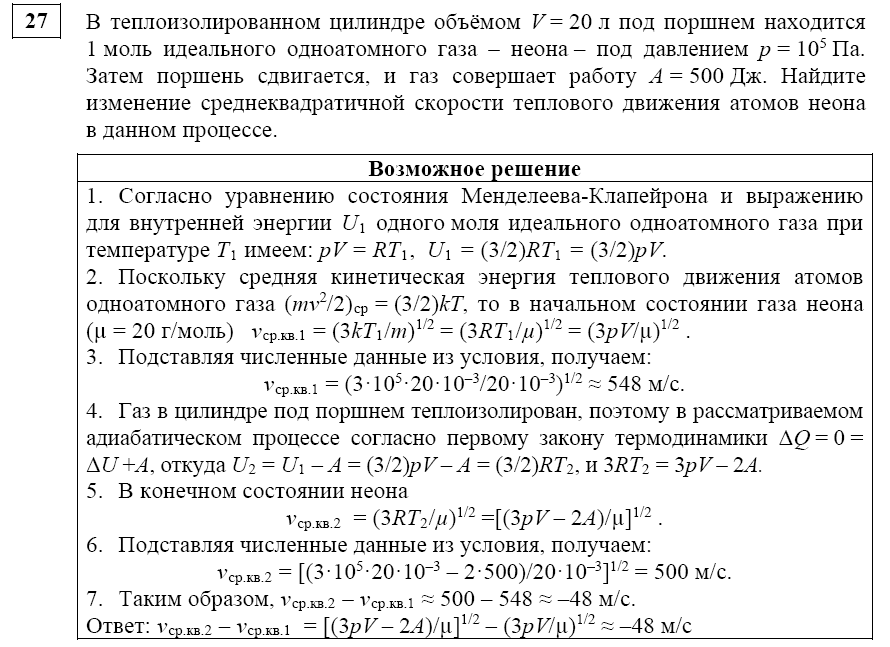 27
В теплоизолированном цилиндре объёмом V = 20 л под поршнем находится
1 моль идеального одноатомного газа – неона – под давлением p = 10⁵ Па.
Затем поршень сдвигается, и газ совершает работу A = 500 Дж. Найдите
изменение среднеквадратичной скорости теплового движения атомов неона
в данном процессе.
Возможное решение
1. Согласно уравнению состояния Менделеева-Клапейрона и выражению
для внутренней энергии U₁ одного моля идеального одноатомного газа при
температуре T₁ имеем: pV = RT₁, U₁ = (3/2)RT₁ = (3/2)pV.
2. Поскольку средняя кинетическая энергия теплового движения атомов
одноатомного газа (mv²/2)ср = (3/2)kT, то в начальном состоянии газа неона
(μ = 20 г/моль) vср.кв.1 = (3kT₁/m)^1/2 = (3RT₁/μ)^1/2 = (3pV/μ)^1/2 .
3. Подставляя численные данные из условия, получаем:
vср.кв.1 = (3·10⁵·20·10⁻³/20·10⁻³)^1/2 ≈ 548 м/с.
4. Газ в цилиндре под поршнем теплоизолирован, поэтому в рассматриваемом
адиабатическом процессе согласно первому закону термодинамики ΔQ = 0 =
ΔU +A, откуда U₂ = U₁ – A = (3/2)pV – A = (3/2)RT₂, и 3RT₂ = 3pV – 2A.
5. В конечном состоянии неона
vср.кв.2 = (3RT₂/μ)^1/2 =[(3pV – 2A)/μ]^1/2 .
6. Подставляя численные данные из условия, получаем:
vср.кв.2 = [(3·10⁵·20·10⁻³ – 2·500)/20·10⁻³]^1/2 = 500 м/с.
7. Таким образом, vср.кв.2 – vср.кв.1 ≈ 500 – 548 ≈ –48 м/с.
Ответ: vср.кв.2 – vср.кв.1 = [(3pV – 2A)/μ]^1/2 – (3pV/μ)^1/2 ≈ –48 м/с